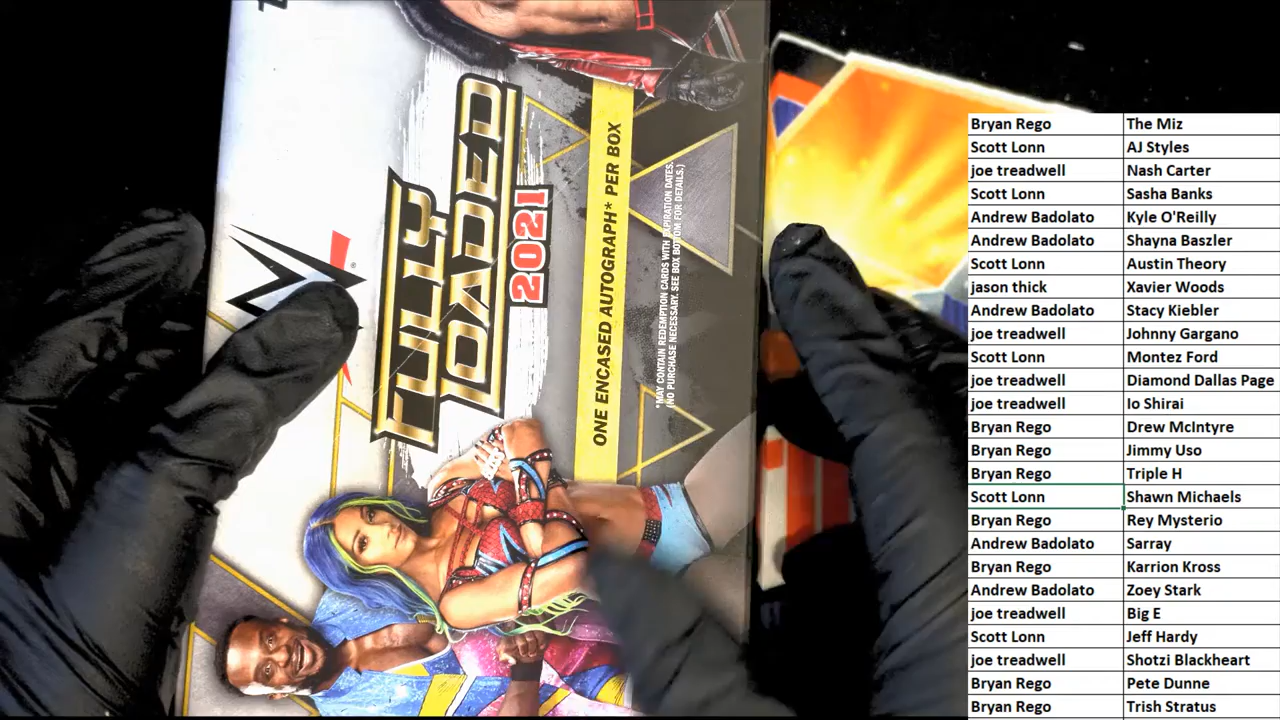 FULLY
LOADED
2021
ONE ENCASED AUTOGRAPH* PER BOX
*MAY CONTAIN REDEMPTION CARDS WITH EXPIRATION DATES.
(NO PURCHASE NECESSARY. SEE BOX BOTTOM FOR DETAILS.)
Bryan Rego The Miz
Scott Lonn AJ Styles
joe treadwell Nash Carter
Scott Lonn Sasha Banks
Andrew Badolato Kyle O'Reilly
Andrew Badolato Shayna Baszler
Scott Lonn Austin Theory
jason thick Xavier Woods
Andrew Badolato Stacy Kiebler
joe treadwell Johnny Gargano
Scott Lonn Montez Ford
joe treadwell Diamond Dallas Page
joe treadwell Io Shirai
Bryan Rego Drew McIntyre
Bryan Rego Jimmy Uso
Bryan Rego Triple H
Scott Lonn Shawn Michaels
Bryan Rego Rey Mysterio
Andrew Badolato Sarray
Bryan Rego Karrion Kross
Andrew Badolato Zoey Stark
joe treadwell Big E
Scott Lonn Jeff Hardy
joe treadwell Shotzi Blackheart
Bryan Rego Pete Dunne
Bryan Rego Trish Stratus